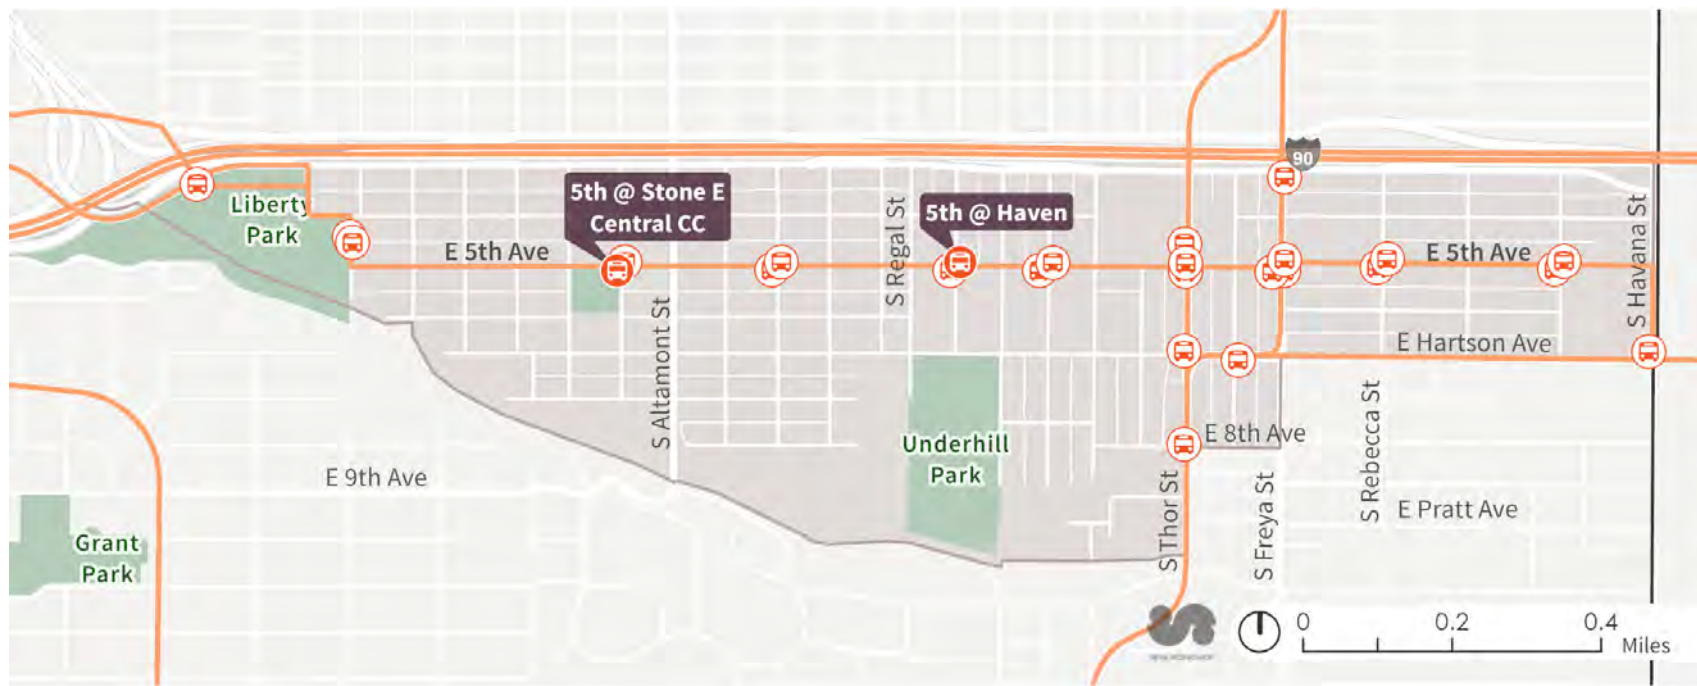 90
5th @ Stone E
Central CC
5th @ Haven
Liberty
Park
E 5th Ave
S Regal St
E 5th Ave
S Havana St
S Altamont St
E Hartson Ave
S Rebecca St
E 8th Ave
Underhill
Park
E 9th Ave
S Thor St
S Freya St
E Pratt Ave
Grant
Park
0 0.2 0.4
Miles